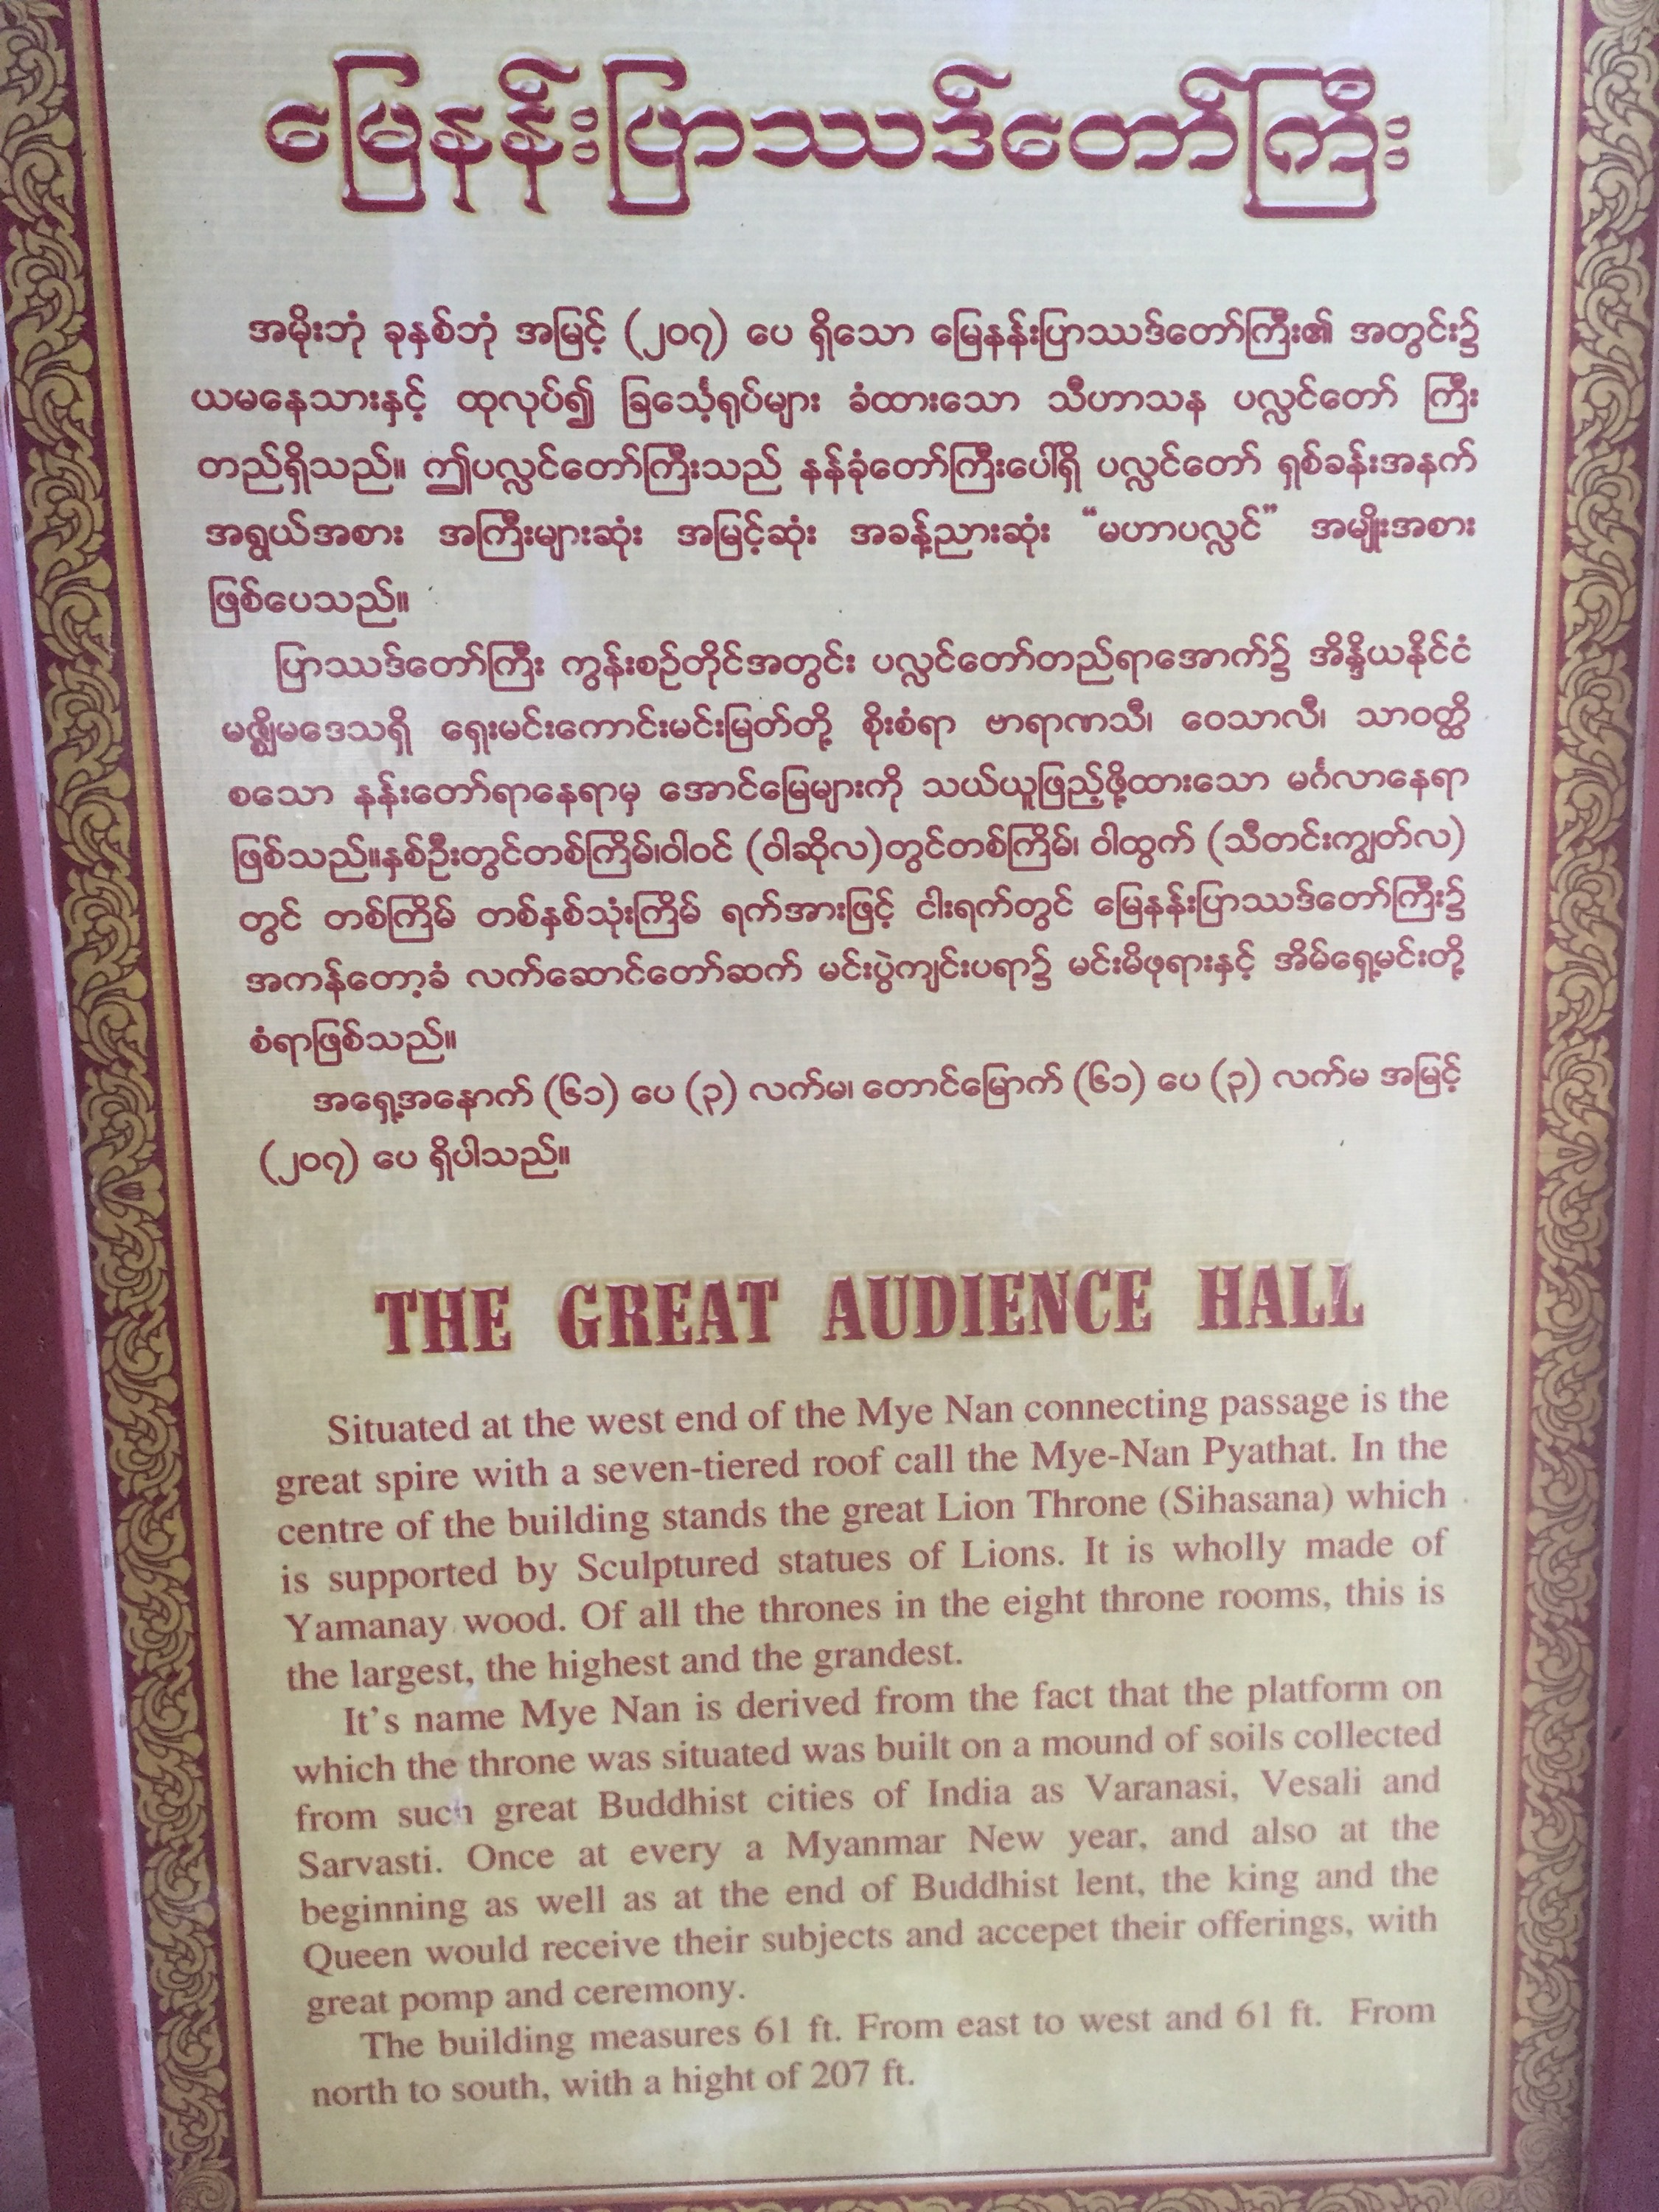 မြေနန်းပြာသဒ်တော်ကြီး
အမိုးဘုံ ခုနှစ်ဘုံ အမြင့် (၂၀၇) ပေ ရှိသော မြေနန်းပြာသဒ်တော်ကြီး၏ အတွင်း၌
ယမနေသားနှင့် ထုလုပ်၍ ခြင်္သေ့ရုပ်များ ခံထားသော သီဟာသန ပလ္လင်တော် ကြီး
တည်ရှိသည်။ ဤပလ္လင်တော်ကြီးသည် နန်းခုံတော်ကြီးပေါ်ရှိ ပလ္လင်တော် ရှစ်ခန်းအနက်
အရွယ်အစား အကြီးများဆုံး အမြင့်ဆုံး အခန့်ညားဆုံး “မဟာပလ္လင်” အမျိုးအစား
ဖြစ်ပေသည်။
ပြာသဒ်တော်ကြီး ကွန်းစဉ်တိုင်အတွင်း ပလ္လင်တော်တည်ရာအောက်၌ အိန္ဒိယနိုင်ငံ
မဇ္ဈိမဒေသရှိ ရှေးမင်းကောင်းမင်းမြတ်တို့ စိုးစံရာ ဗာရာဏသီ၊ ဝေသာလီ၊ သာဝတ္ထိ
စသော နန်းတော်ရာနေရာမှ အောင်မြေများကို သယ်ယူဖြည့်ဖို့ထားသော မင်္ဂလာနေရာ
ဖြစ်သည်။နှစ်ဦးတွင်တစ်ကြိမ်၊ဝါဝင် (ဝါဆိုလ)တွင်တစ်ကြိမ်၊ ဝါထွက် (သီတင်းကျွတ်လ)
တွင် တစ်ကြိမ် တစ်နှစ်သုံးကြိမ် ရက်အားဖြင့် ငါးရက်တွင် မြေနန်းပြာသဒ်တော်ကြီး၌
အကန်တော့ခံ လက်ဆောင်တော်ဆက် မင်းပွဲကျင်းပရာ၌ မင်းမိဖုရားနှင့် အိမ်ရှေ့မင်းတို့
စံရာဖြစ်သည်။
အရှေ့အနောက် (၆၁) ပေ (၃) လက်မ၊ တောင်မြောက် (၆၁) ပေ (၃) လက်မ အမြင့်
(၂၀၇) ပေ ရှိပါသည်။
THE GREAT AUDIENCE HALL
Situated at the west end of the Mye Nan connecting passage is the
great spire with a seven-tiered roof call the Mye-Nan Pyathat. In the
centre of the building stands the great Lion Throne (Sihasana) which
is supported by Sculptured statues of Lions. It is wholly made of
Yamanay wood. Of all the thrones in the eight throne rooms, this is
the largest, the highest and the grandest.
It's name Mye Nan is derived from the fact that the platform on
which the throne was situated was built on a mound of soils collected
from such great Buddhist cities of India as Varanasi, Vesali and
Sarvasti. Once at every a Myanmar New year, and also at the
beginning as well as at the end of Buddhist lent, the king and the
Queen would receive their subjects and accepet their offerings, with
great pomp and ceremony.
The building measures 61 ft. From east to west and 61 ft. From
north to south, with a hight of 207 ft.